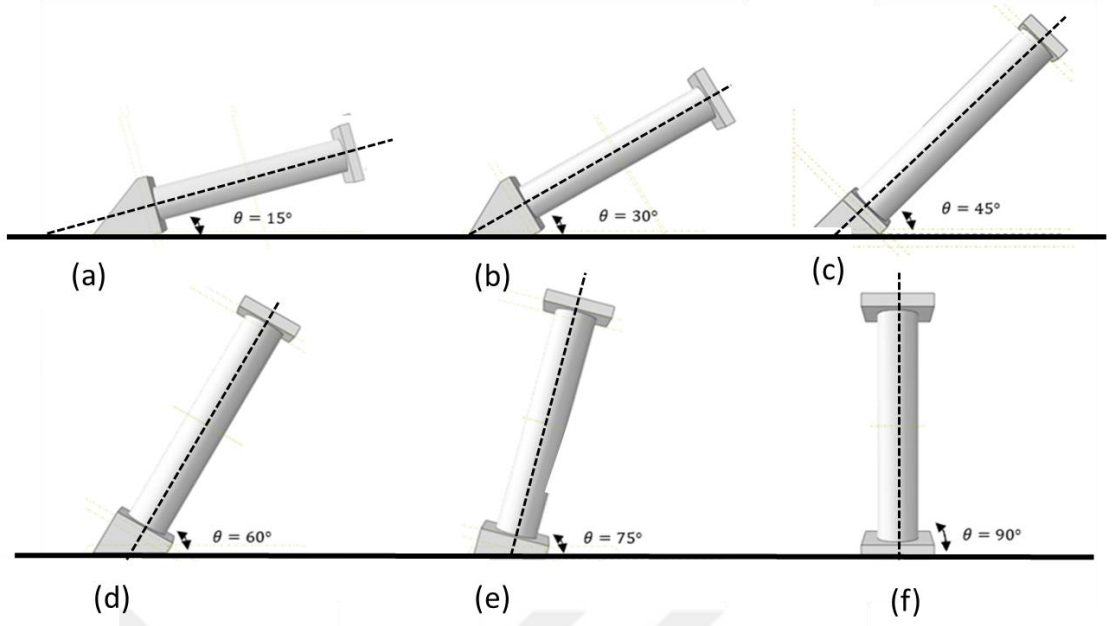 θ = 15°
θ = 30°
θ = 45°
(a)
(b)
(c)
θ = 60°
θ = 75°
θ = 90°
(d)
(e)
(f)